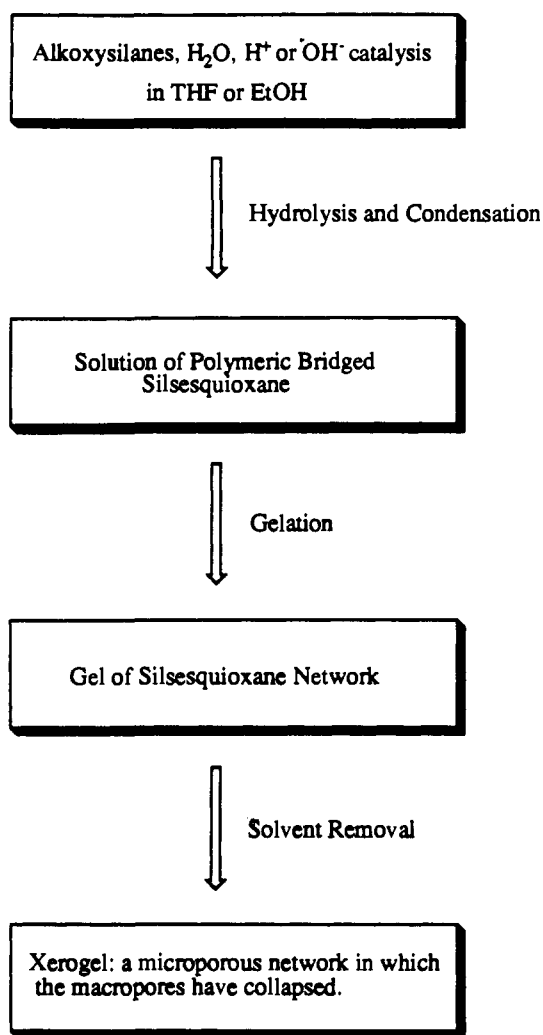 Alkoxysilanes, H₂O, H⁺ or OH⁻ catalysis
in THF or EtOH
Hydrolysis and Condensation
Solution of Polymeric Bridged
Silsesquioxane
Gelation
Gel of Silsesquioxane Network
Solvent Removal
Xerogel: a microporous network in which
the macropores have collapsed.